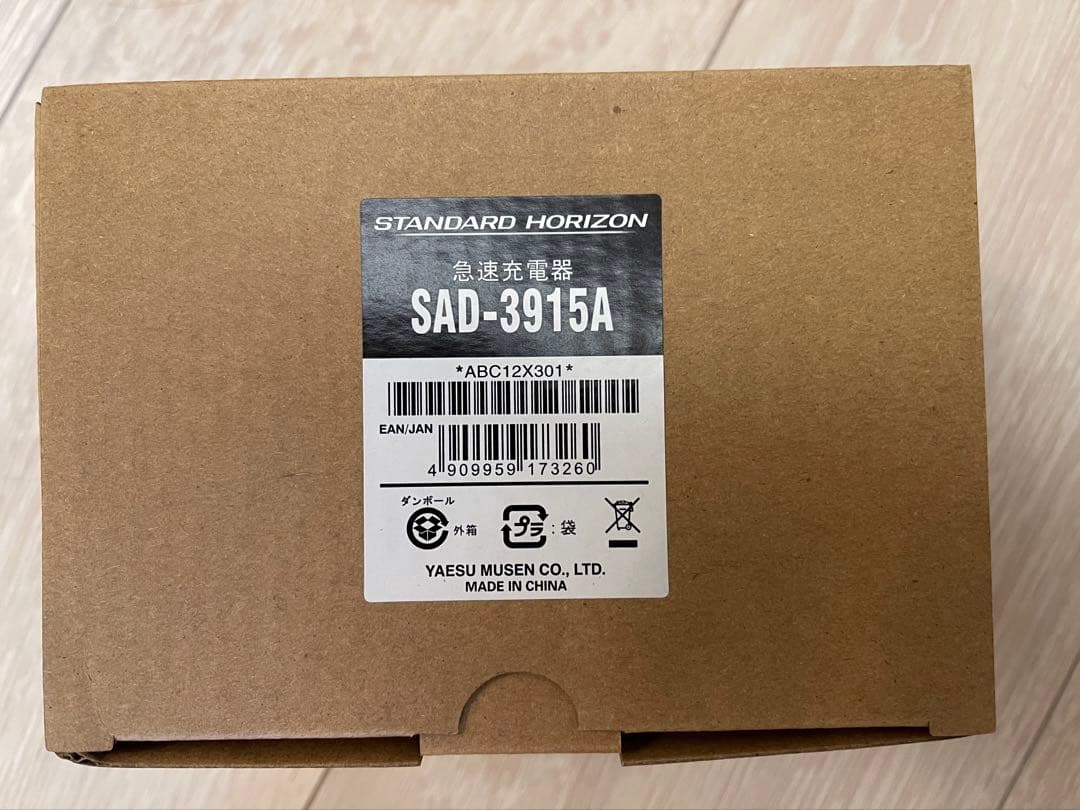 STANDARD HORIZON
急速充電器
SAD-3915A
*ABC12X301*
EAN/JAN
4 909959 173260
ダンボール
外箱
プラ : 袋
YAESU MUSEN CO., LTD.
MADE IN CHINA